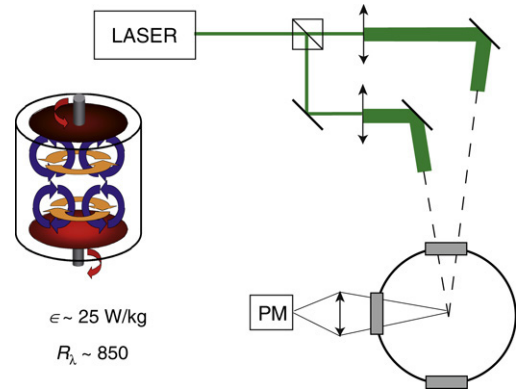 LASER
PM
ϵ ~ 25 W/kg
R_λ ~ 850